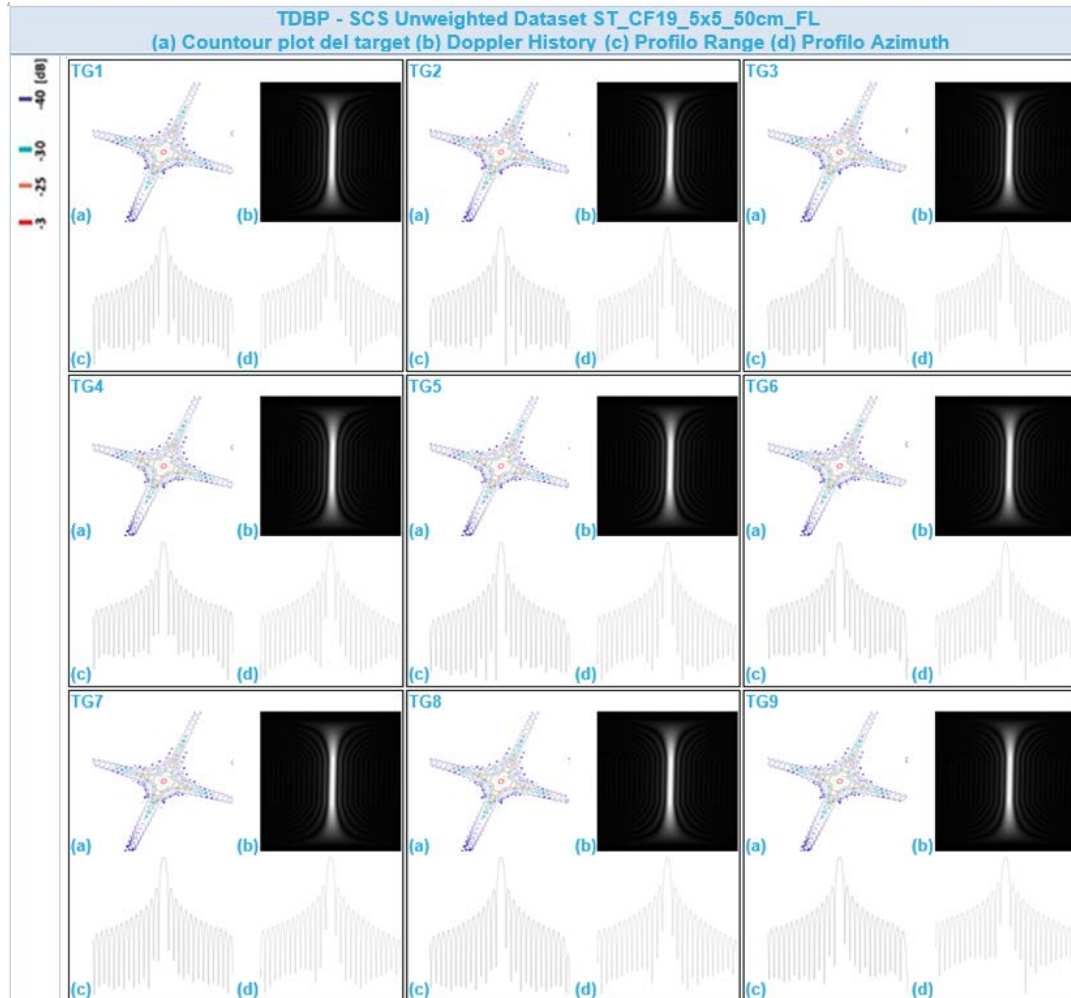 TDBP - SCS Unweighted Dataset ST_CF19_5x5_50cm_FL
(a) Countour plot del target (b) Doppler History (c) Profilo Range (d) Profilo Azimuth
-40 [dB]
-30
-25
-3
TG1
(a)
(b)
(c)
(d)
TG2
(a)
(b)
(c)
(d)
TG3
(a)
(b)
(c)
(d)
TG4
(a)
(b)
(c)
(d)
TG5
(a)
(b)
(c)
(d)
TG6
(a)
(b)
(c)
(d)
TG7
(a)
(b)
(c)
(d)
TG8
(a)
(b)
(c)
(d)
TG9
(a)
(b)
(c)
(d)